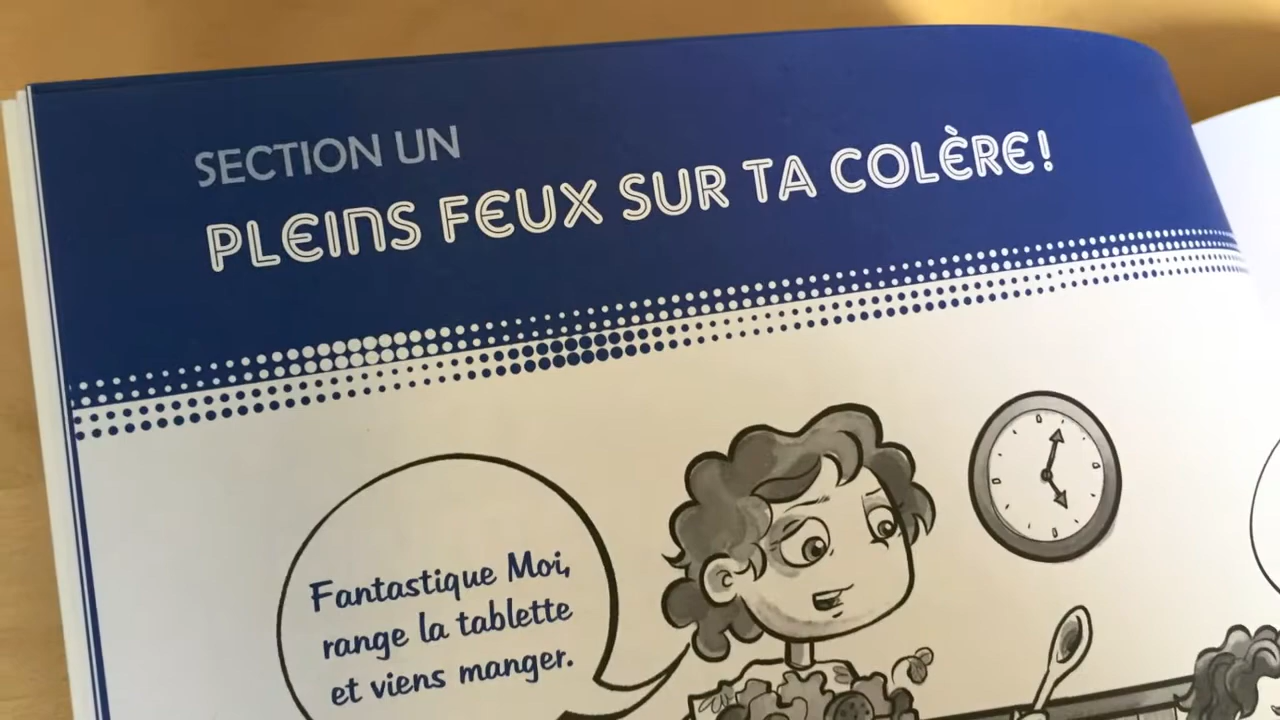 SECTION UN
PLEINS FEUX SUR TA COLÈRE!
Fantastique Moi,
range la tablette
et viens manger.